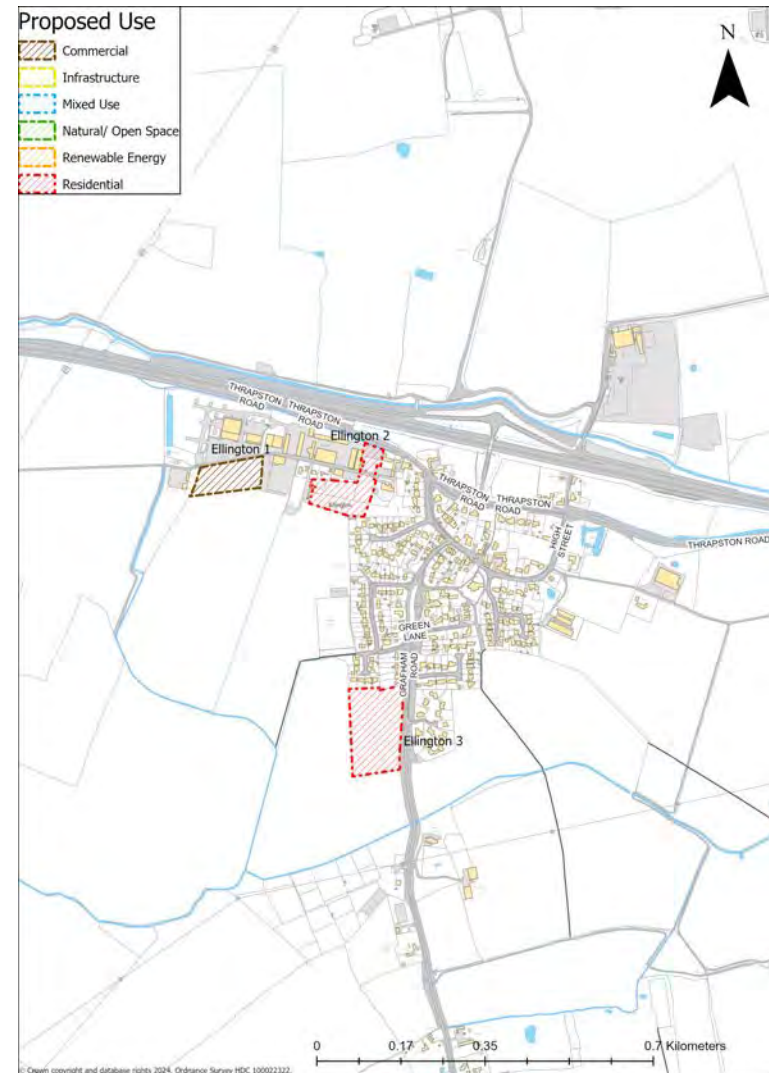 Proposed Use
Commercial
Infrastructure
Mixed Use
Natural/ Open Space
Renewable Energy
Residential
N
THRAPSTON
ROAD
THRAPSTON
ROAD
Ellington 2
Ellington 1
THRAPSTON
ROAD
THRAPSTON
ROAD
HIGH
STREET
THRAPSTON ROAD
GREEN
LANE
GRAFHAM
ROAD
Ellington 3
0
0.17
0.35
0.7 Kilometers
© Crown copyright and database rights 2024. Ordnance Survey HDC 100022322.